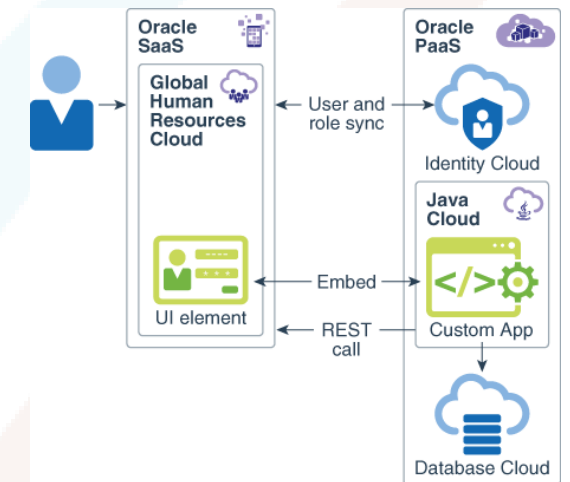 Oracle
SaaS
Global
Human
Resources
Cloud
User and
role sync
Oracle
PaaS
Identity Cloud
Java
Cloud
UI element
Embed
</>
Custom App
REST
call
Database Cloud